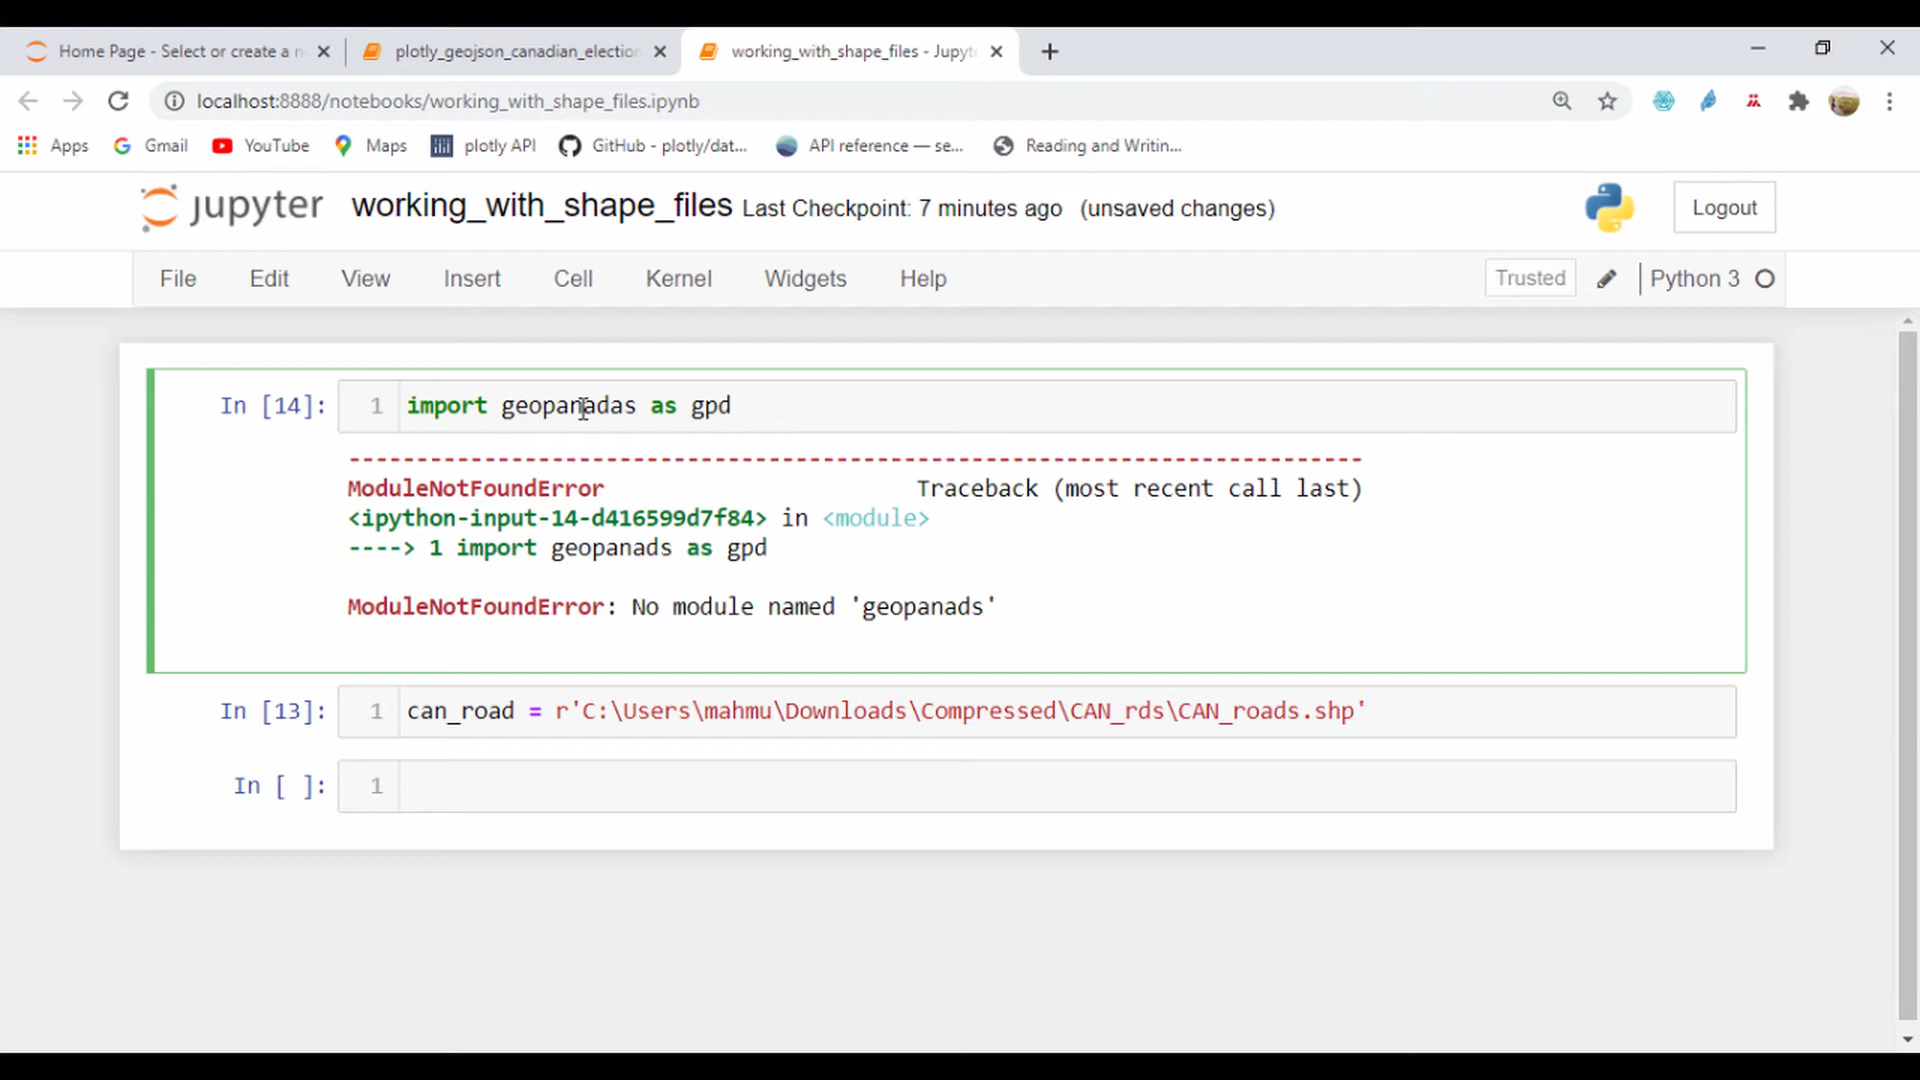 Home Page - Select or create a n
plotly_geojson_canadian_election
working_with_shape_files - Jupyt
localhost:8888/notebooks/working_with_shape_files.ipynb
Apps Gmail YouTube Maps plotly API GitHub - plotly/dat... API reference — se... Reading and Writin...
jupyter working_with_shape_files Last Checkpoint: 7 minutes ago (unsaved changes) Logout
File Edit View Insert Cell Kernel Widgets Help Trusted Python 3
In [14]: 1 import geopanadas as gpd
---------------------------------------------------------------------------
ModuleNotFoundError Traceback (most recent call last)
<ipython-input-14-d416599d7f84> in <module>
----> 1 import geopanads as gpd
ModuleNotFoundError: No module named 'geopanads'
In [13]: 1 can_road = r'C:\Users\mahmu\Downloads\Compressed\CAN_rds\CAN_roads.shp'
In [ ]: 1